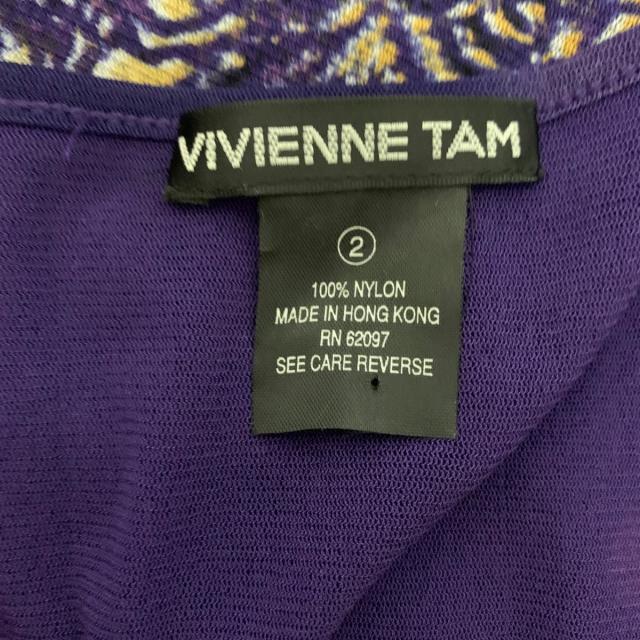 VIVIENNE TAM
2
100% NYLON
MADE IN HONG KONG
RN 62097
SEE CARE REVERSE